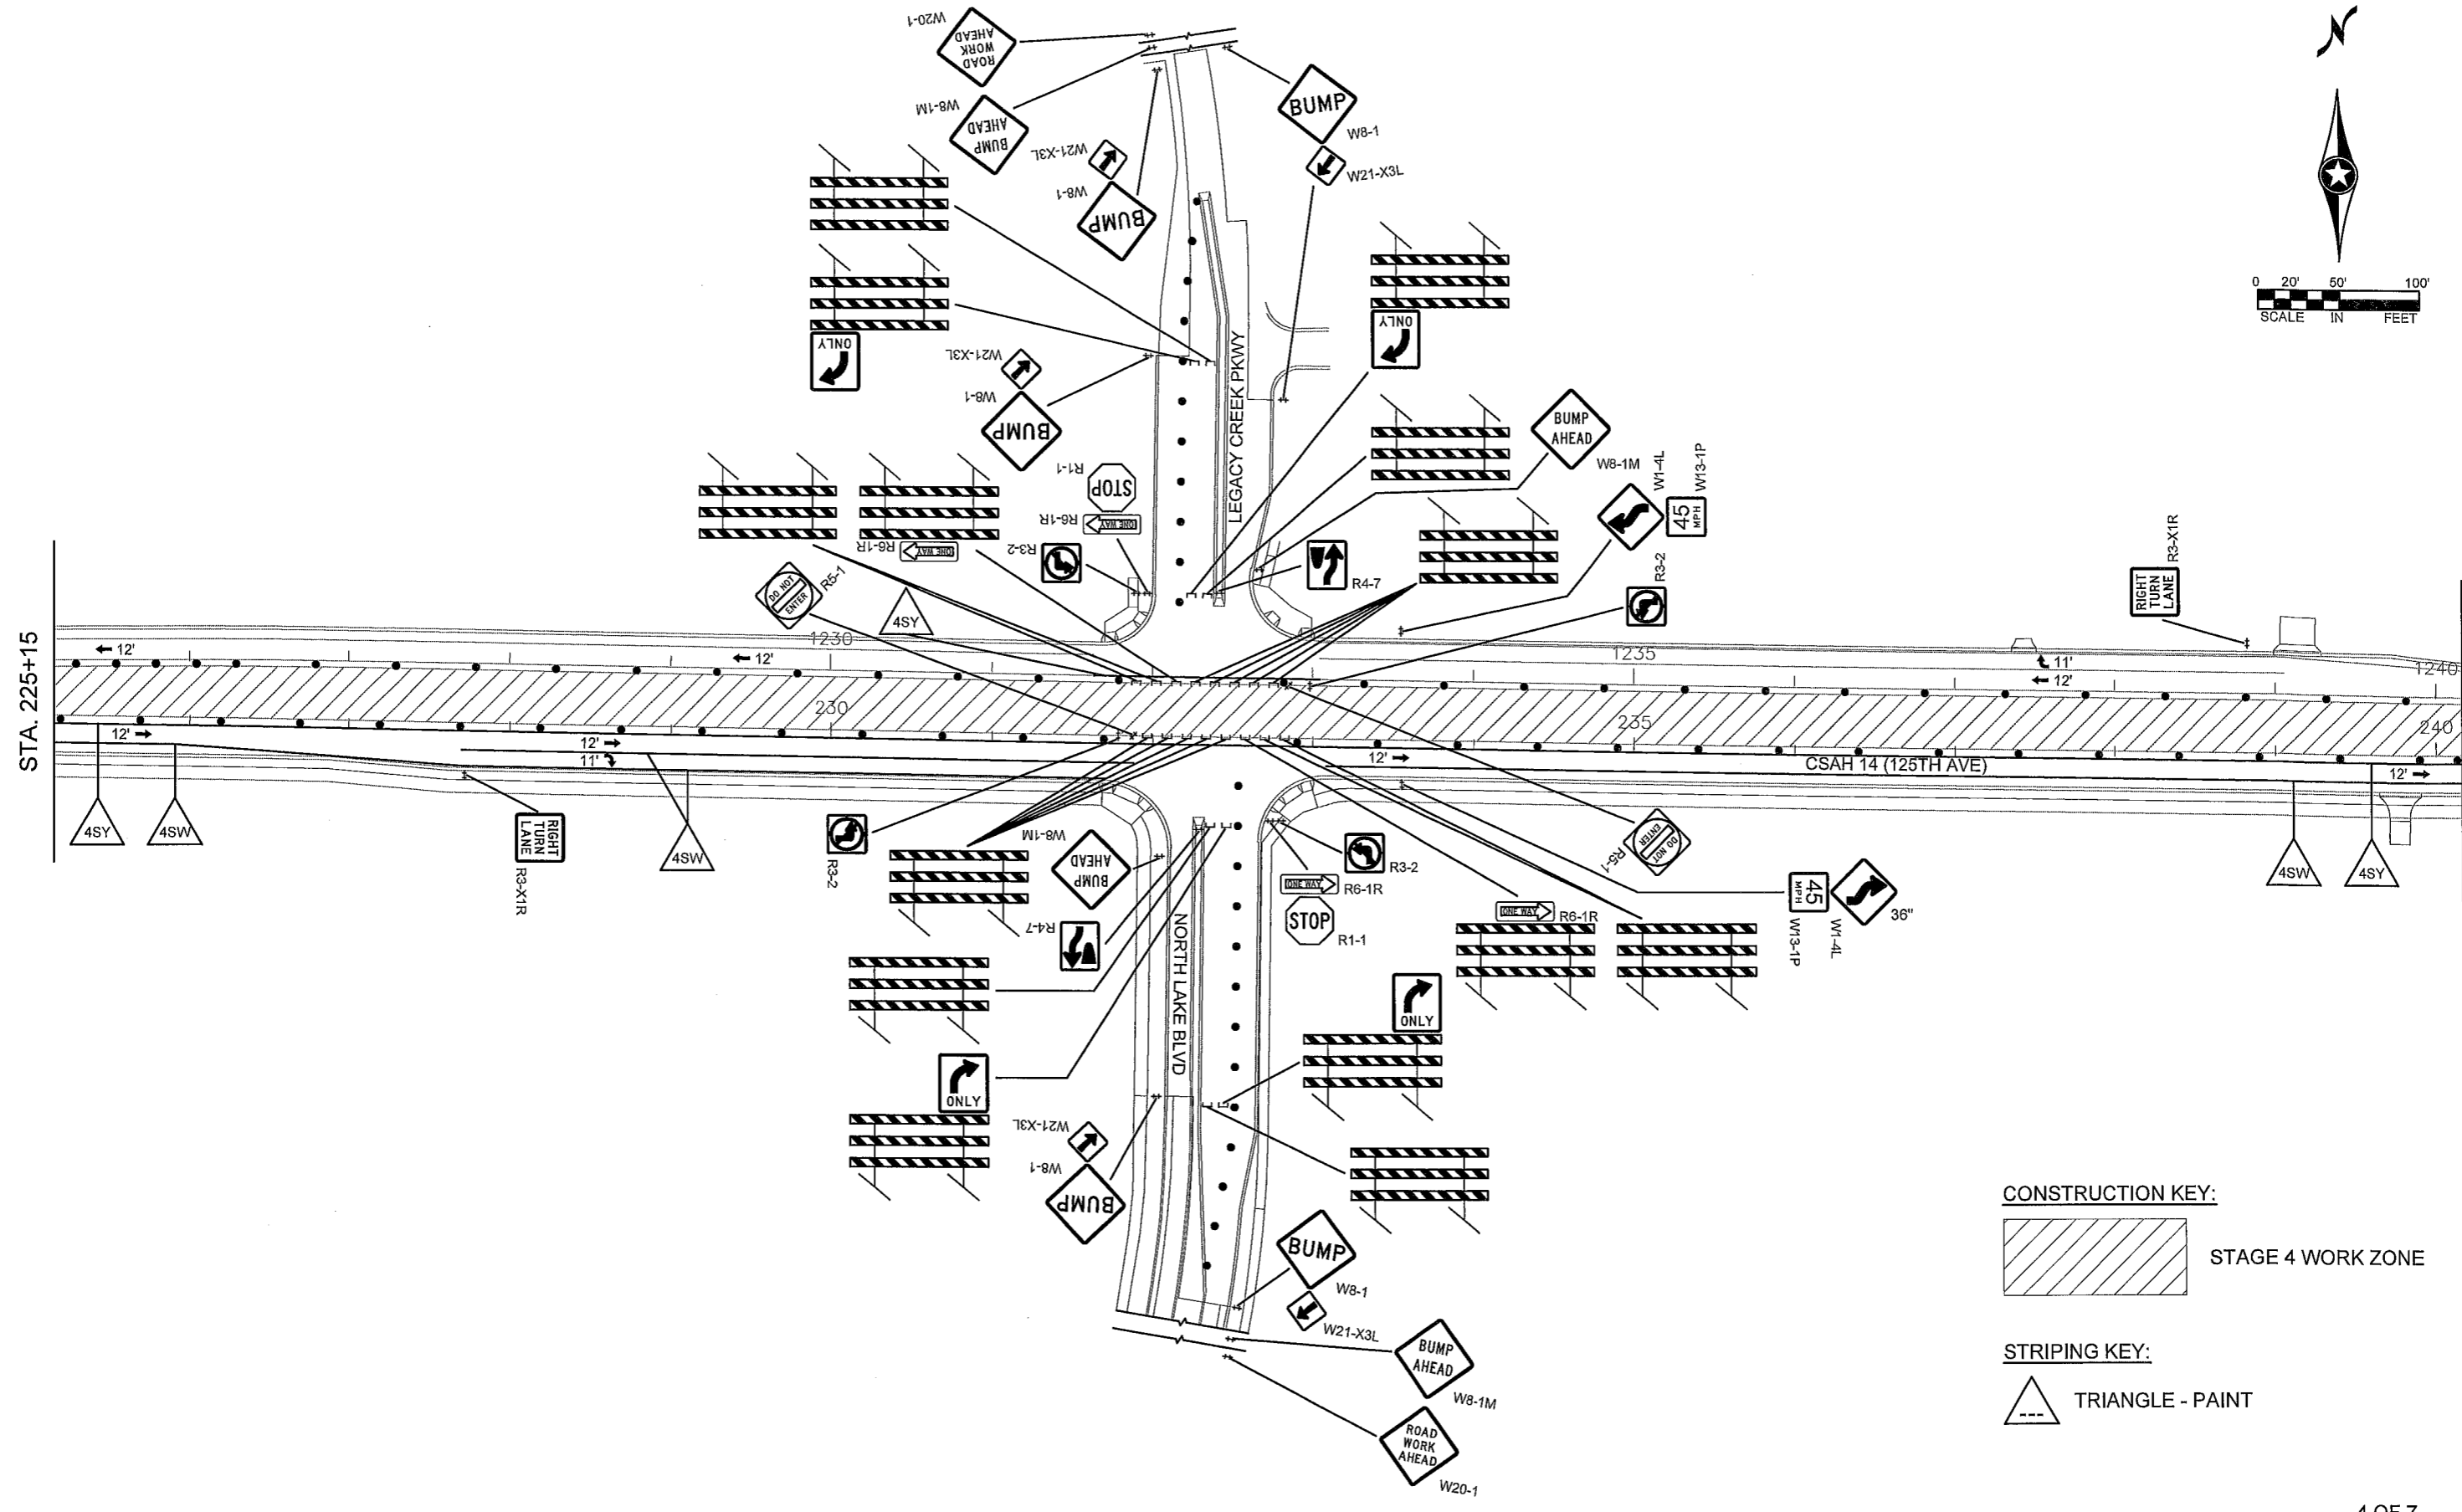 W20-1
ROAD
WORK
AHEAD
N
W8-1M
BUMP
AHEAD
BUMP
W8-1
W21-X3L
W21-X3L
W8-1
BUMP
0 20' 50' 100'
SCALE IN FEET
ONLY
ONLY
W21-X3L
W8-1
BUMP
LEGACY CREEK PKWY
BUMP
AHEAD
W8-1M
W1-4L
W13-1P
45
MPH
R1-1
STOP
R6-1R
ONE WAY
R6-1R
ONE WAY
R3-2
R4-7
R3-2
R3-X1R
RIGHT
TURN
LANE
DO NOT
ENTER
R5-1
4SY
STA. 225+15
12'
12'
1230
1235
11'
12'
1240
230
235
240
12'
12'
11'
12'
CSAH 14 (125TH AVE)
12'
4SY
4SW
RIGHT
TURN
LANE
R3-X1R
4SW
R3-2
W8-1M
BUMP
AHEAD
R3-2
R6-1R
ONE WAY
STOP
R1-1
DO NOT
ENTER
R5-1
4SW
4SY
R4-7
NORTH LAKE BLVD
ONE WAY
R6-1R
45
MPH
W13-1P
W1-4L
36"
ONLY
ONLY
W21-X3L
W8-1
BUMP
BUMP
W8-1
W21-X3L
BUMP
AHEAD
W8-1M
ROAD
WORK
AHEAD
W20-1
CONSTRUCTION KEY:
STAGE 4 WORK ZONE
STRIPING KEY:
TRIANGLE - PAINT
4 OF 7